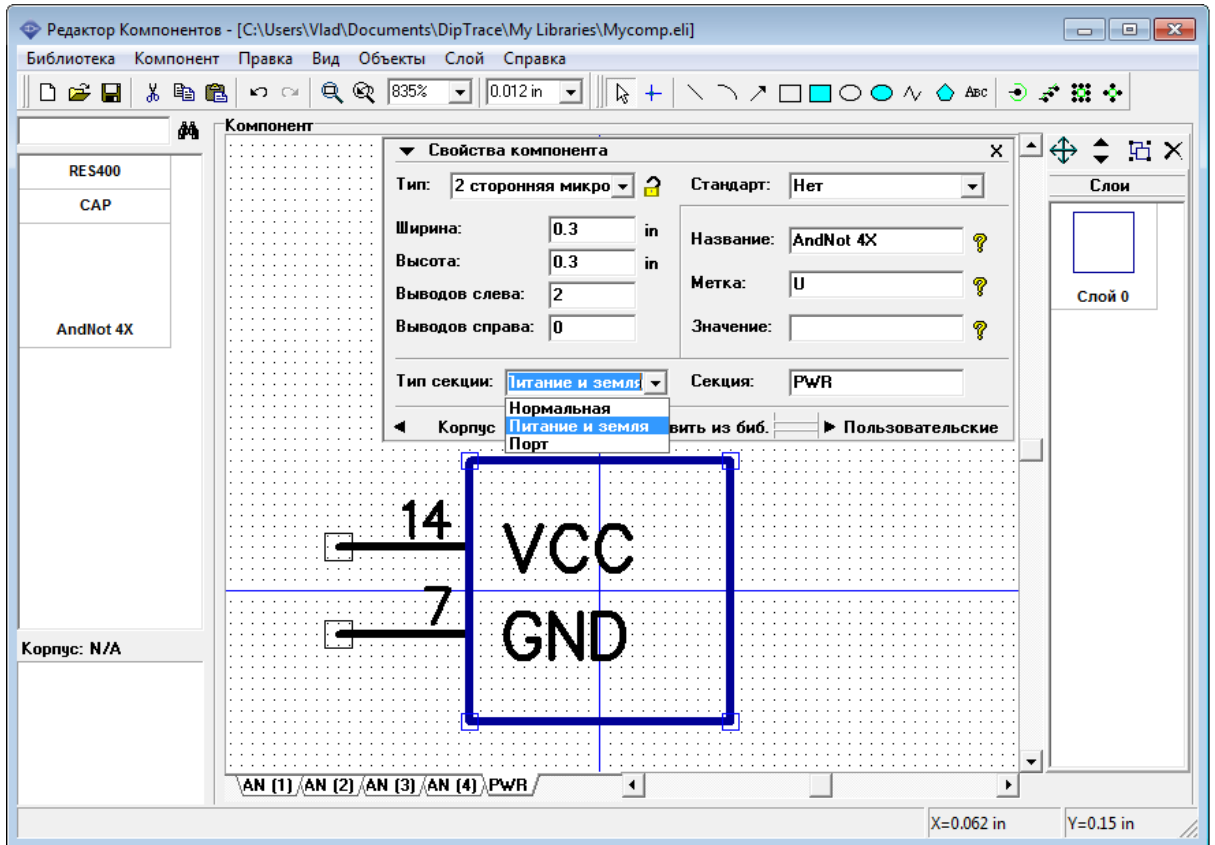 Редактор Компонентов - [C:\Users\Vlad\Documents\DipTrace\My Libraries\Mycomp.eli]
Библиотека Компонент Правка Вид Объекты Слой Справка
835% 0.012 in ABC
Компонент
RES400
CAP
AndNot 4X
Корпус: N/A
Свойства компонента X
Тип: 2 сторонняя микро Стандарт: Нет
Ширина: 0.3 in
Высота: 0.3 in
Выводов слева: 2
Выводов справа: 0
Название: AndNot 4X
Метка: U
Значение:
Тип секции: Питание и земля Секция: PWR
Нормальная
Питание и земля
Порт
Корпус вить из биб. Пользовательские
14 VCC
7 GND
Слои
Слой 0
AN (1) AN (2) AN (3) AN (4) PWR
X=0.062 in Y=0.15 in